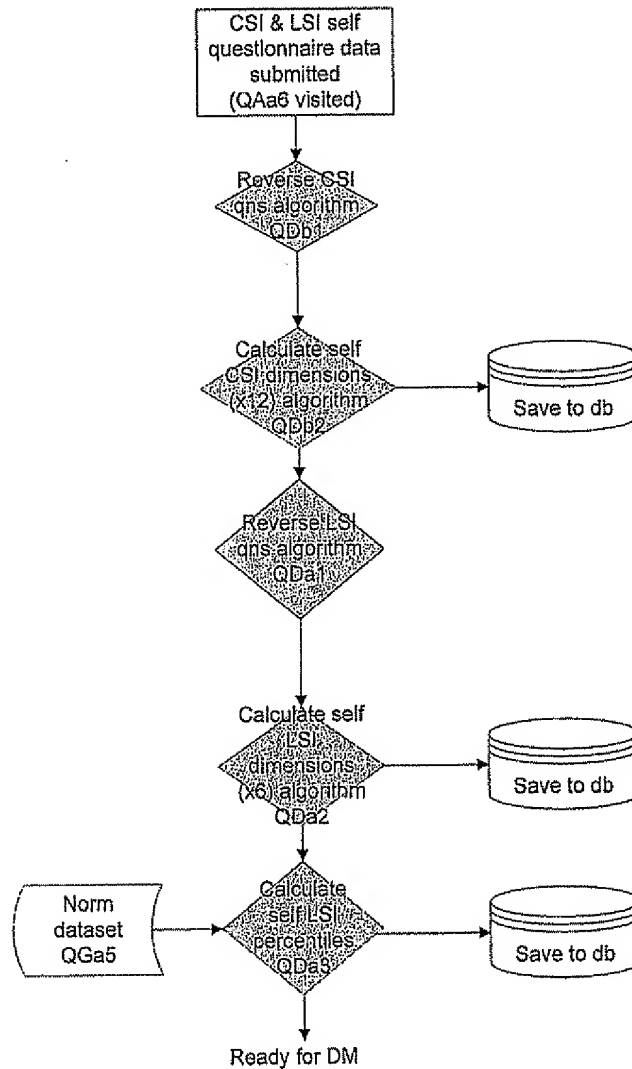 CSI & LSI self
questionnaire data
submitted
(QAa6 visited)
Reverse CSI
qns algorithm
QDb1
Calculate self
CSI dimensions
(x12) algorithm
QDb2
Save to db
Reverse LSI
qns algorithm
QDa1
Calculate self
LSI
dimensions
(x6) algorithm
QDa2
Save to db
Norm
dataset
QGa5
Calculate
self LSI
percentiles
QDa3
Save to db
Ready for DM